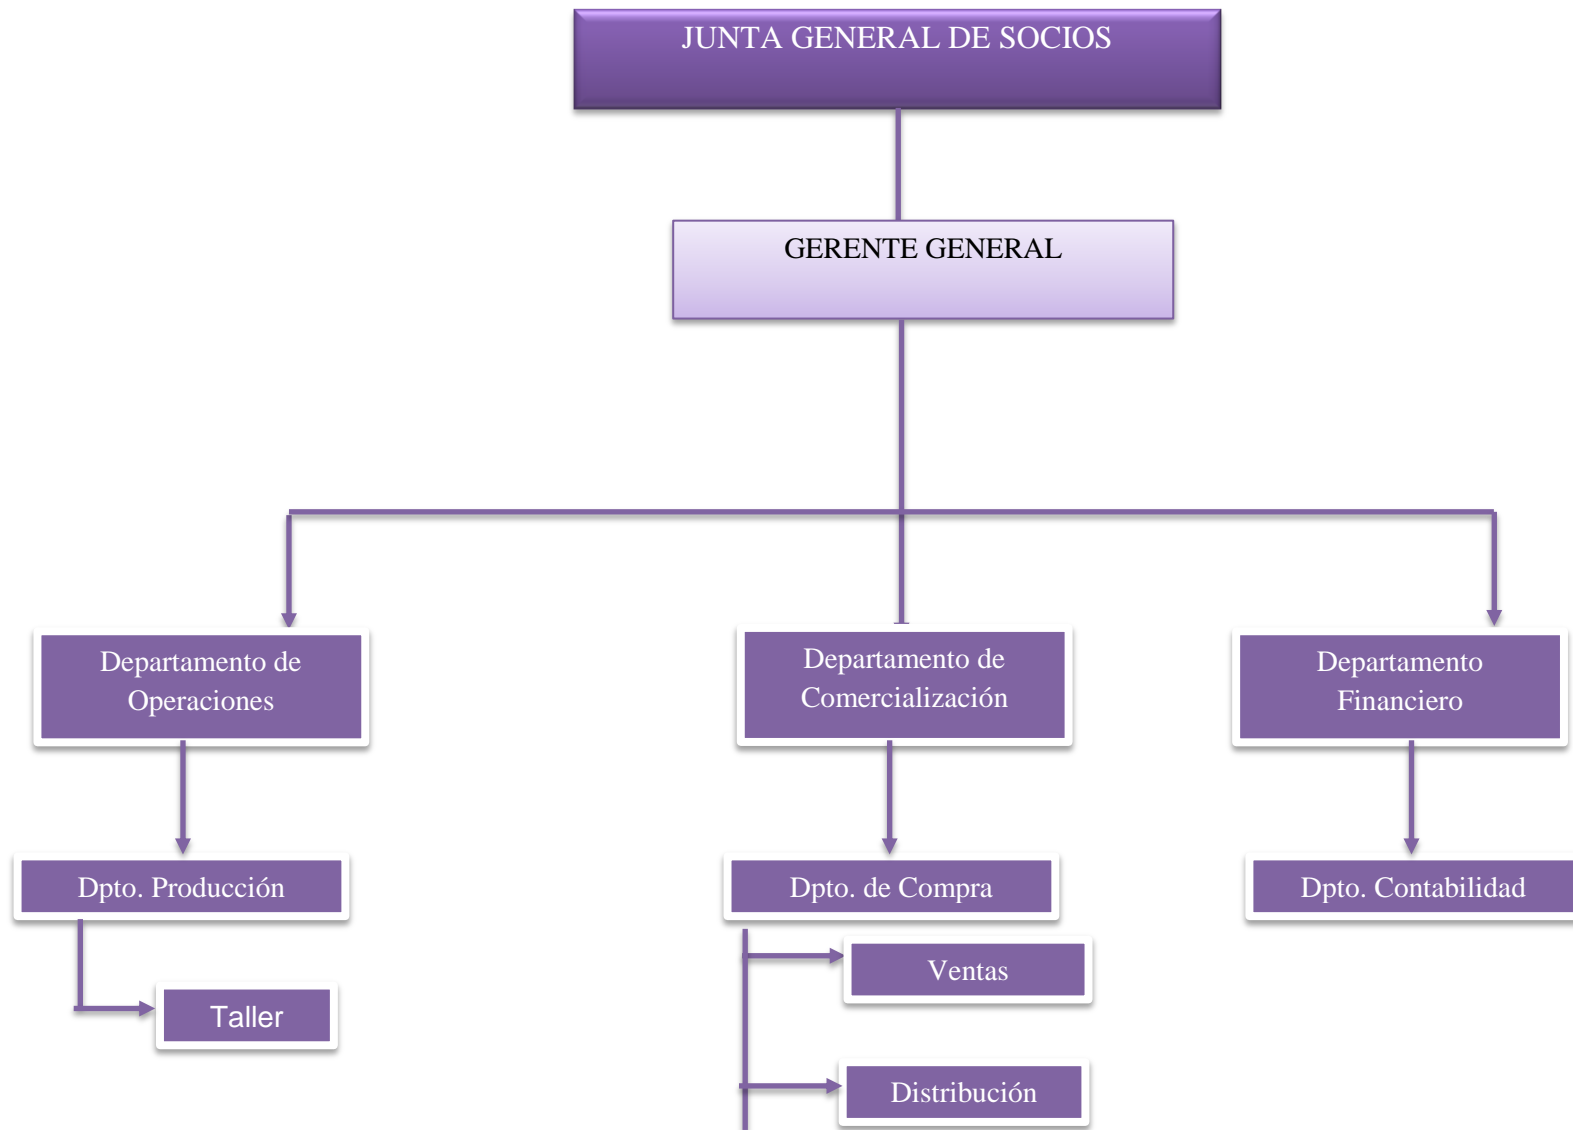 JUNTA GENERAL DE SOCIOS
GERENTE GENERAL
Departamento de
Operaciones
Departamento de
Comercialización
Departamento
Financiero
Dpto. Producción
Dpto. de Compra
Dpto. Contabilidad
Ventas
Taller
Distribución